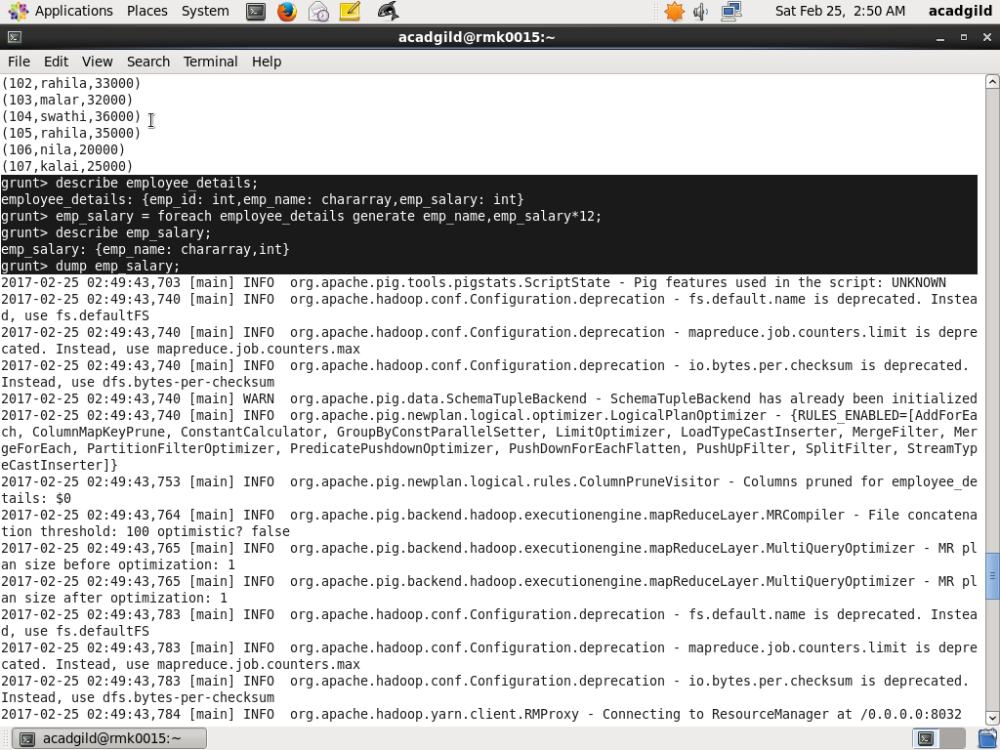 Applications Places System Sat Feb 25, 2:50 AM acadgild
acadgild@rmk0015:~
File Edit View Search Terminal Help
(102,rahila,33000)
(103,malar,32000)
(104,swathi,36000)
(105,rahila,35000)
(106,nila,20000)
(107,kalai,25000)
grunt> describe employee_details;
employee_details: {emp_id: int,emp_name: chararray,emp_salary: int}
grunt> emp_salary = foreach employee_details generate emp_name,emp_salary*12;
grunt> describe emp_salary;
emp_salary: {emp_name: chararray,int}
grunt> dump emp_salary;
2017-02-25 02:49:43,703 [main] INFO  org.apache.pig.tools.pigstats.ScriptState - Pig features used in the script: UNKNOWN
2017-02-25 02:49:43,740 [main] INFO  org.apache.hadoop.conf.Configuration.deprecation - fs.default.name is deprecated. Instea
d, use fs.defaultFS
2017-02-25 02:49:43,740 [main] INFO  org.apache.hadoop.conf.Configuration.deprecation - mapreduce.job.counters.limit is depre
cated. Instead, use mapreduce.job.counters.max
2017-02-25 02:49:43,740 [main] INFO  org.apache.hadoop.conf.Configuration.deprecation - io.bytes.per.checksum is deprecated.
Instead, use dfs.bytes-per-checksum
2017-02-25 02:49:43,740 [main] WARN  org.apache.pig.data.SchemaTupleBackend - SchemaTupleBackend has already been initialized
2017-02-25 02:49:43,740 [main] INFO  org.apache.pig.newplan.logical.optimizer.LogicalPlanOptimizer - {RULES_ENABLED=[AddForEa
ch, ColumnMapKeyPrune, ConstantCalculator, GroupByConstParallelSetter, LimitOptimizer, LoadTypeCastInserter, MergeFilter, Mer
geForEach, PartitionFilterOptimizer, PredicatePushdownOptimizer, PushDownForEachFlatten, PushUpFilter, SplitFilter, StreamTyp
eCastInserter]}
2017-02-25 02:49:43,753 [main] INFO  org.apache.pig.newplan.logical.rules.ColumnPruneVisitor - Columns pruned for employee_de
tails: $0
2017-02-25 02:49:43,764 [main] INFO  org.apache.pig.backend.hadoop.executionengine.mapReduceLayer.MRCompiler - File concatena
tion threshold: 100 optimistic? false
2017-02-25 02:49:43,765 [main] INFO  org.apache.pig.backend.hadoop.executionengine.mapReduceLayer.MultiQueryOptimizer - MR pl
an size before optimization: 1
2017-02-25 02:49:43,765 [main] INFO  org.apache.pig.backend.hadoop.executionengine.mapReduceLayer.MultiQueryOptimizer - MR pl
an size after optimization: 1
2017-02-25 02:49:43,783 [main] INFO  org.apache.hadoop.conf.Configuration.deprecation - fs.default.name is deprecated. Instea
d, use fs.defaultFS
2017-02-25 02:49:43,783 [main] INFO  org.apache.hadoop.conf.Configuration.deprecation - mapreduce.job.counters.limit is depre
cated. Instead, use mapreduce.job.counters.max
2017-02-25 02:49:43,783 [main] INFO  org.apache.hadoop.conf.Configuration.deprecation - io.bytes.per.checksum is deprecated.
Instead, use dfs.bytes-per-checksum
2017-02-25 02:49:43,784 [main] INFO  org.apache.hadoop.yarn.client.RMProxy - Connecting to ResourceManager at /0.0.0.0:8032
acadgild@rmk0015:~